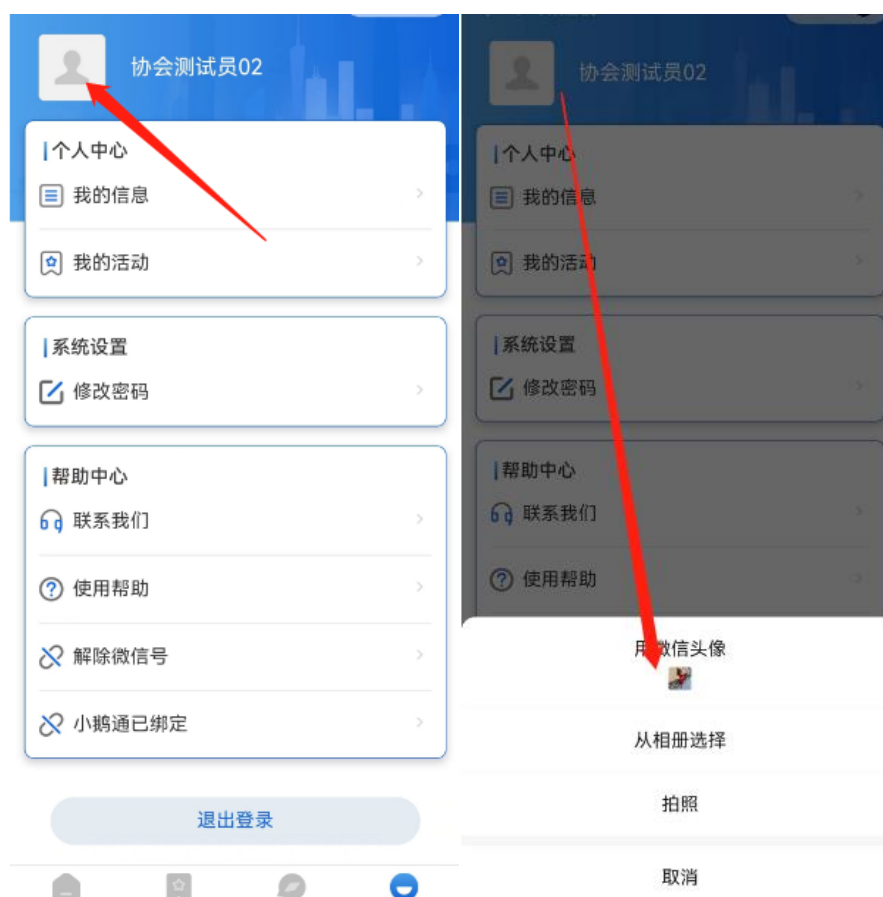 协会测试员02
个人中心
我的信息
我的活动
系统设置
修改密码
帮助中心
联系我们
使用帮助
解除微信号
小鹅通已绑定
退出登录
协会测试员02
个人中心
我的信息
我的活动
系统设置
修改密码
帮助中心
联系我们
使用帮助
用微信头像
从相册选择
拍照
取消